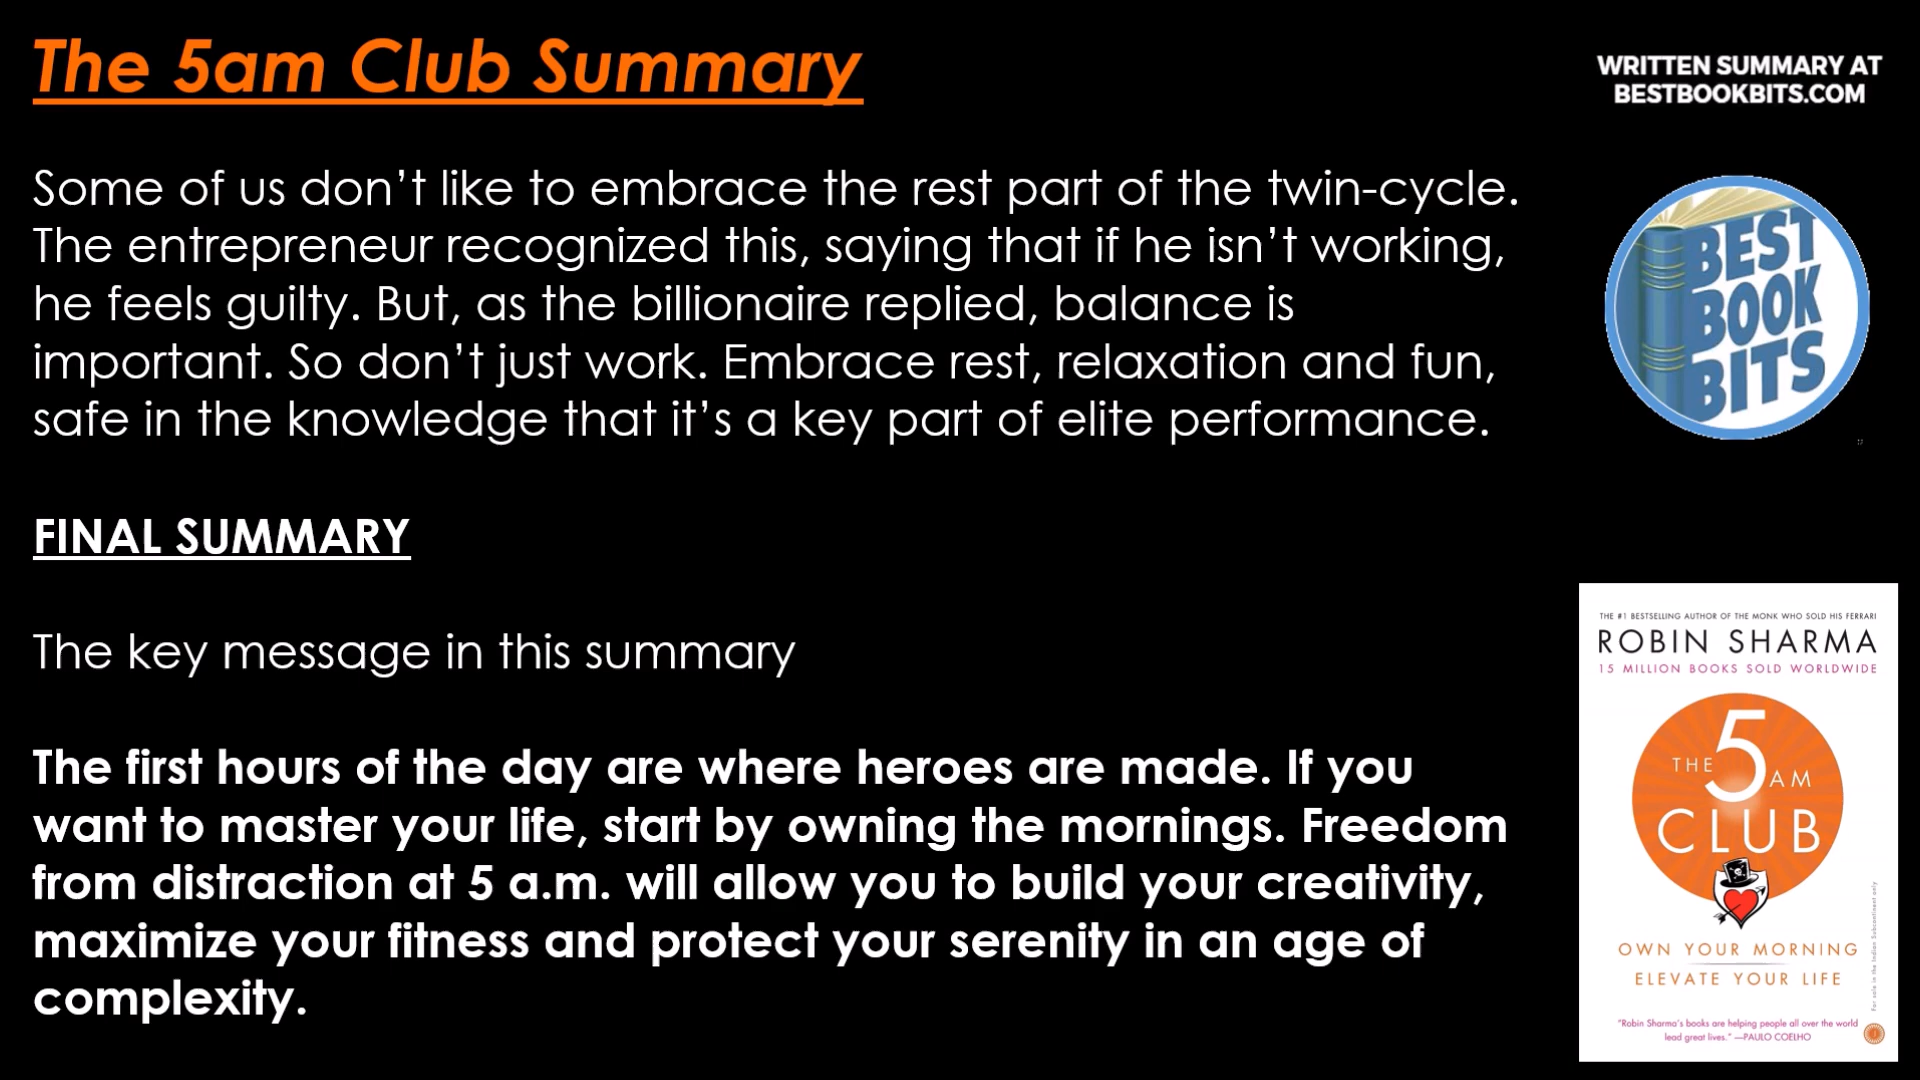 The 5am Club Summary
WRITTEN SUMMARY AT
BESTBOOKBITS.COM
Some of us don’t like to embrace the rest part of the twin-cycle.
The entrepreneur recognized this, saying that if he isn’t working,
he feels guilty. But, as the billionaire replied, balance is
important. So don’t just work. Embrace rest, relaxation and fun,
safe in the knowledge that it’s a key part of elite performance.
BEST
BOOK
BITS
FINAL SUMMARY
The key message in this summary
The first hours of the day are where heroes are made. If you
want to master your life, start by owning the mornings. Freedom
from distraction at 5 a.m. will allow you to build your creativity,
maximize your fitness and protect your serenity in an age of
complexity.
THE #1 BESTSELLING AUTHOR OF THE MONK WHO SOLD HIS FERRARI
ROBIN SHARMA
15 MILLION BOOKS SOLD WORLDWIDE
THE 5 AM
CLUB
OWN YOUR MORNING
ELEVATE YOUR LIFE
For sale in the Indian Subcontinent only
“Robin Sharma’s books are helping people all over the world
lead great lives.” —PAULO COELHO